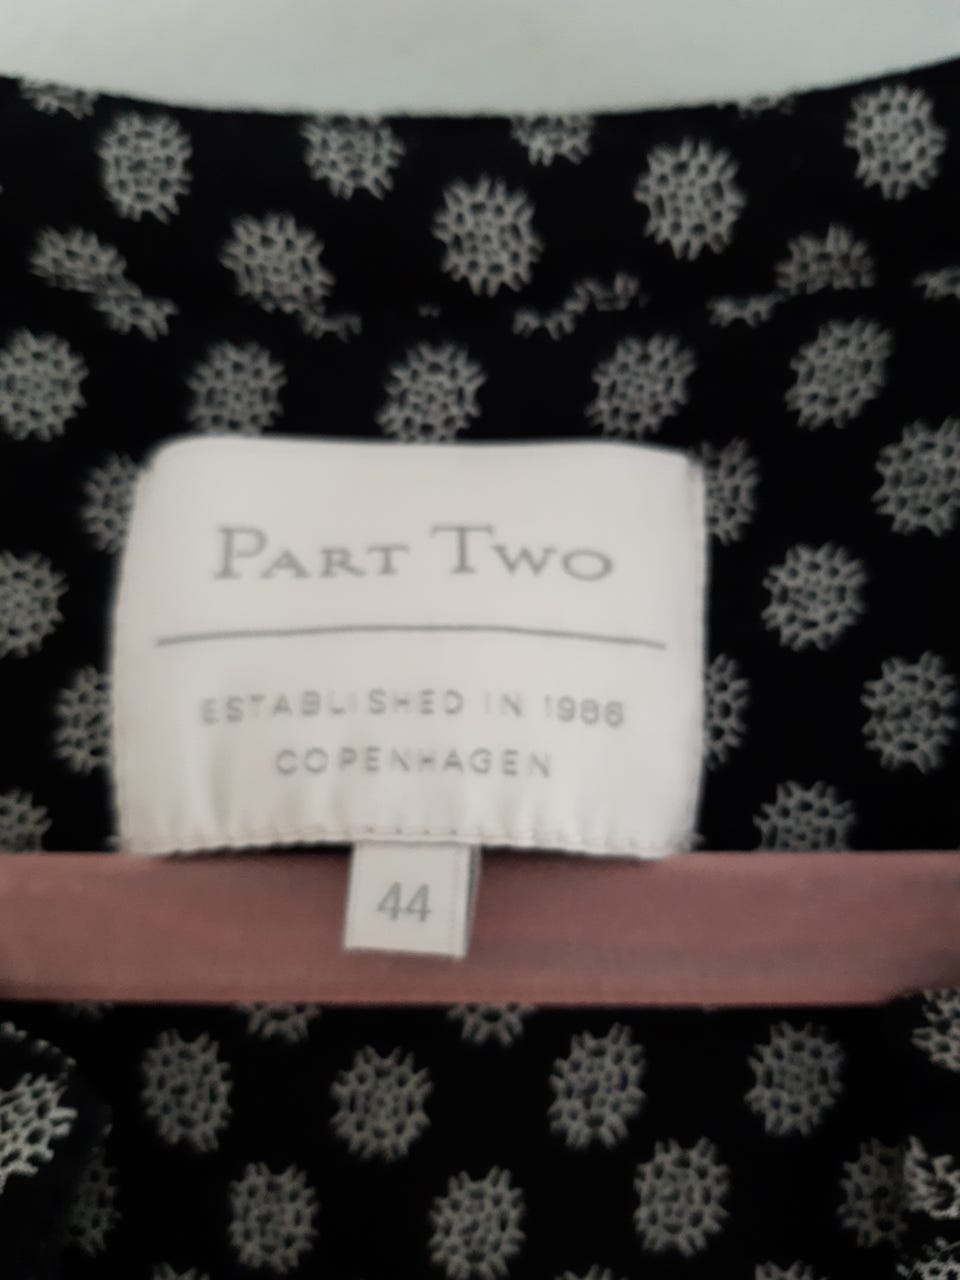 PART TWO
ESTABLISHED IN 1986
COPENHAGEN
44